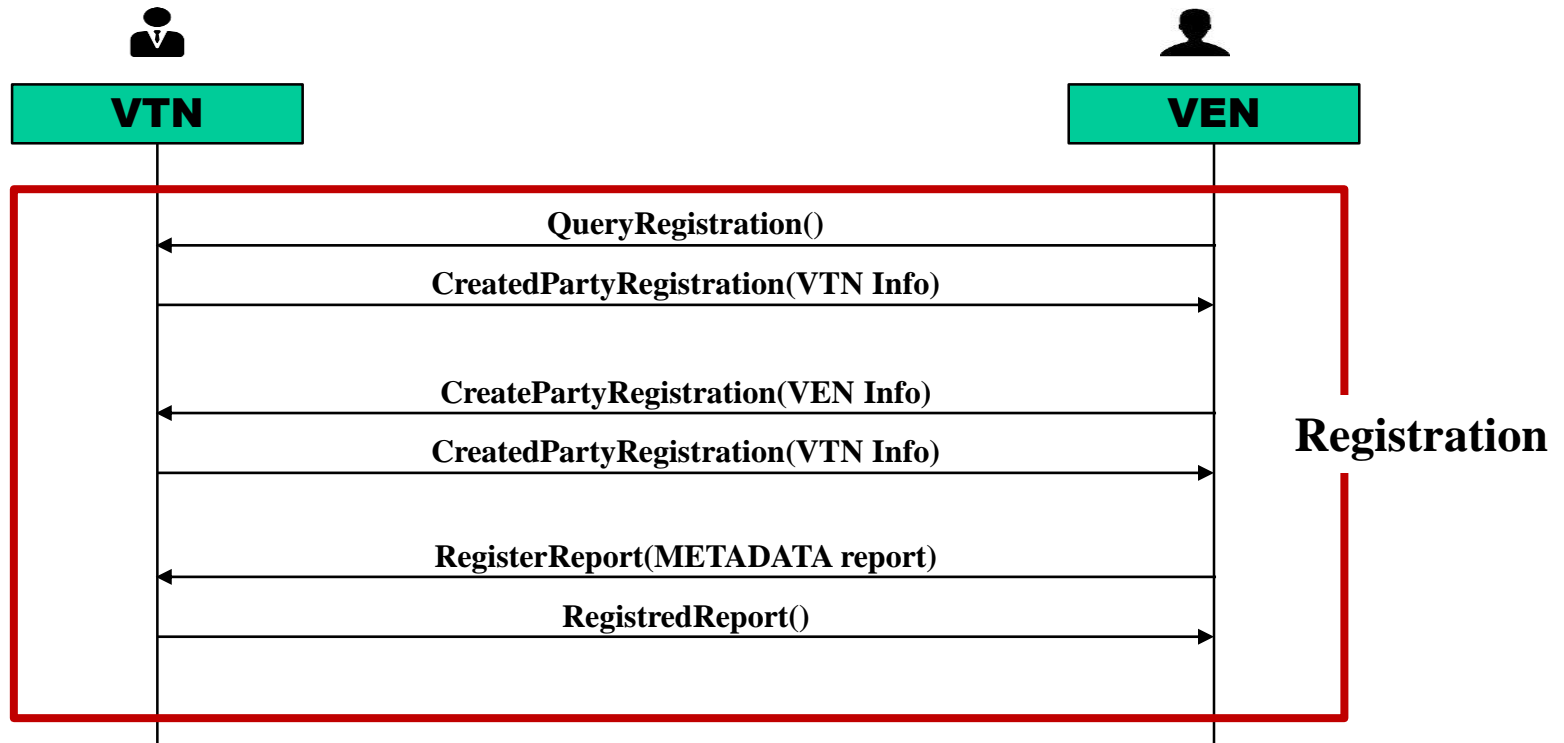 VTN
VEN
QueryRegistration()
CreatedPartyRegistration(VTN Info)
CreatePartyRegistration(VEN Info)
CreatedPartyRegistration(VTN Info)
Registration
RegisterReport(METADATA report)
RegistredReport()